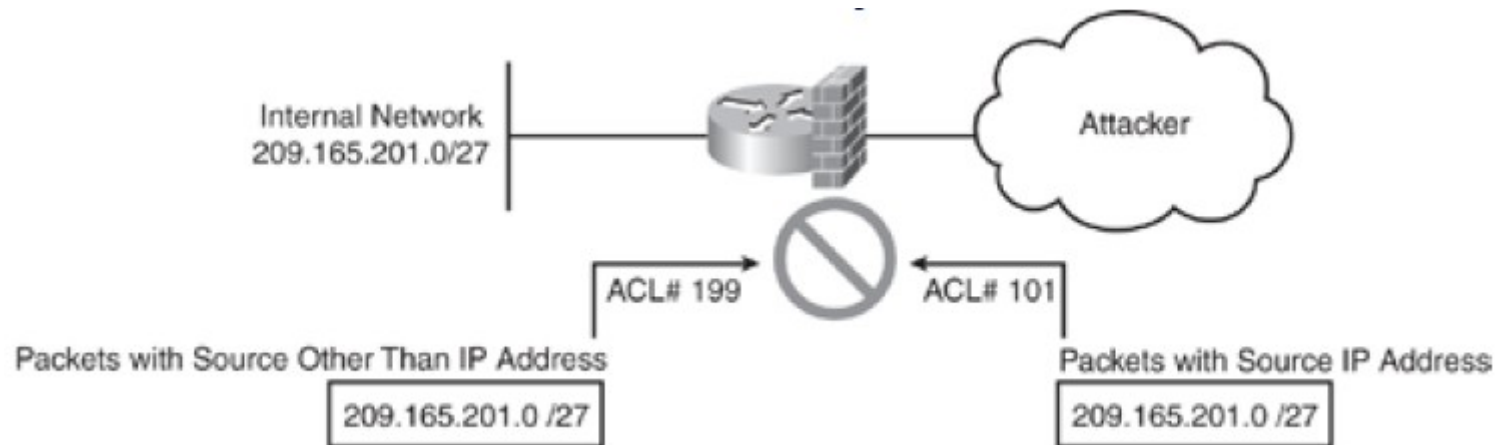 Internal Network
209.165.201.0/27
Attacker
ACL# 199
ACL# 101
Packets with Source Other Than IP Address
209.165.201.0 /27
Packets with Source IP Address
209.165.201.0 /27